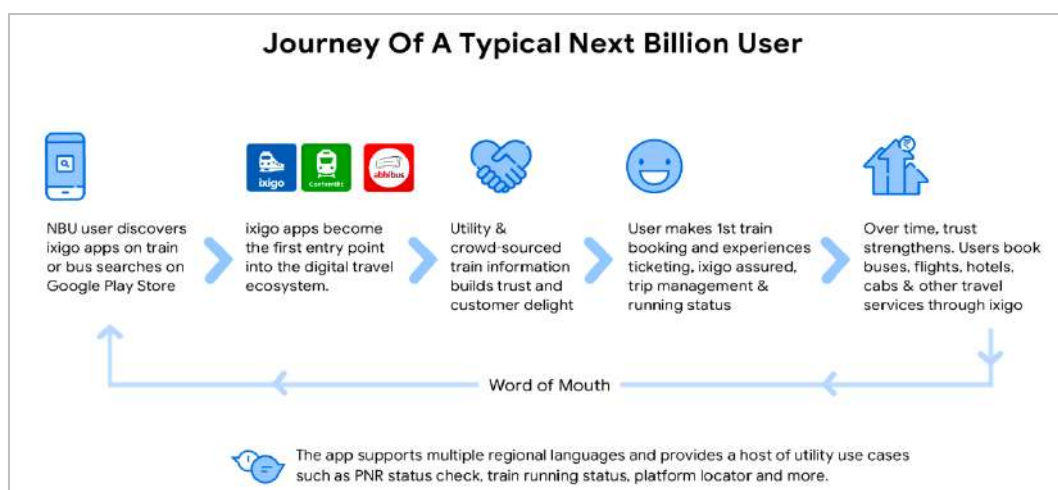 Journey Of A Typical Next Billion User
ixigo
ConfirmTkt
abhibus
NBU user discovers
ixigo apps on train
or bus searches on
Google Play Store
ixigo apps become
the first entry point
into the digital travel
ecosystem.
Utility &
crowd-sourced
train information
builds trust and
customer delight
User makes 1st train
booking and experiences
ticketing, ixigo assured,
trip management &
running status
Over time, trust
strengthens. Users book
buses, flights, hotels,
cabs & other travel
services through ixigo
Word of Mouth
The app supports multiple regional languages and provides a host of utility use cases
such as PNR status check, train running status, platform locator and more.